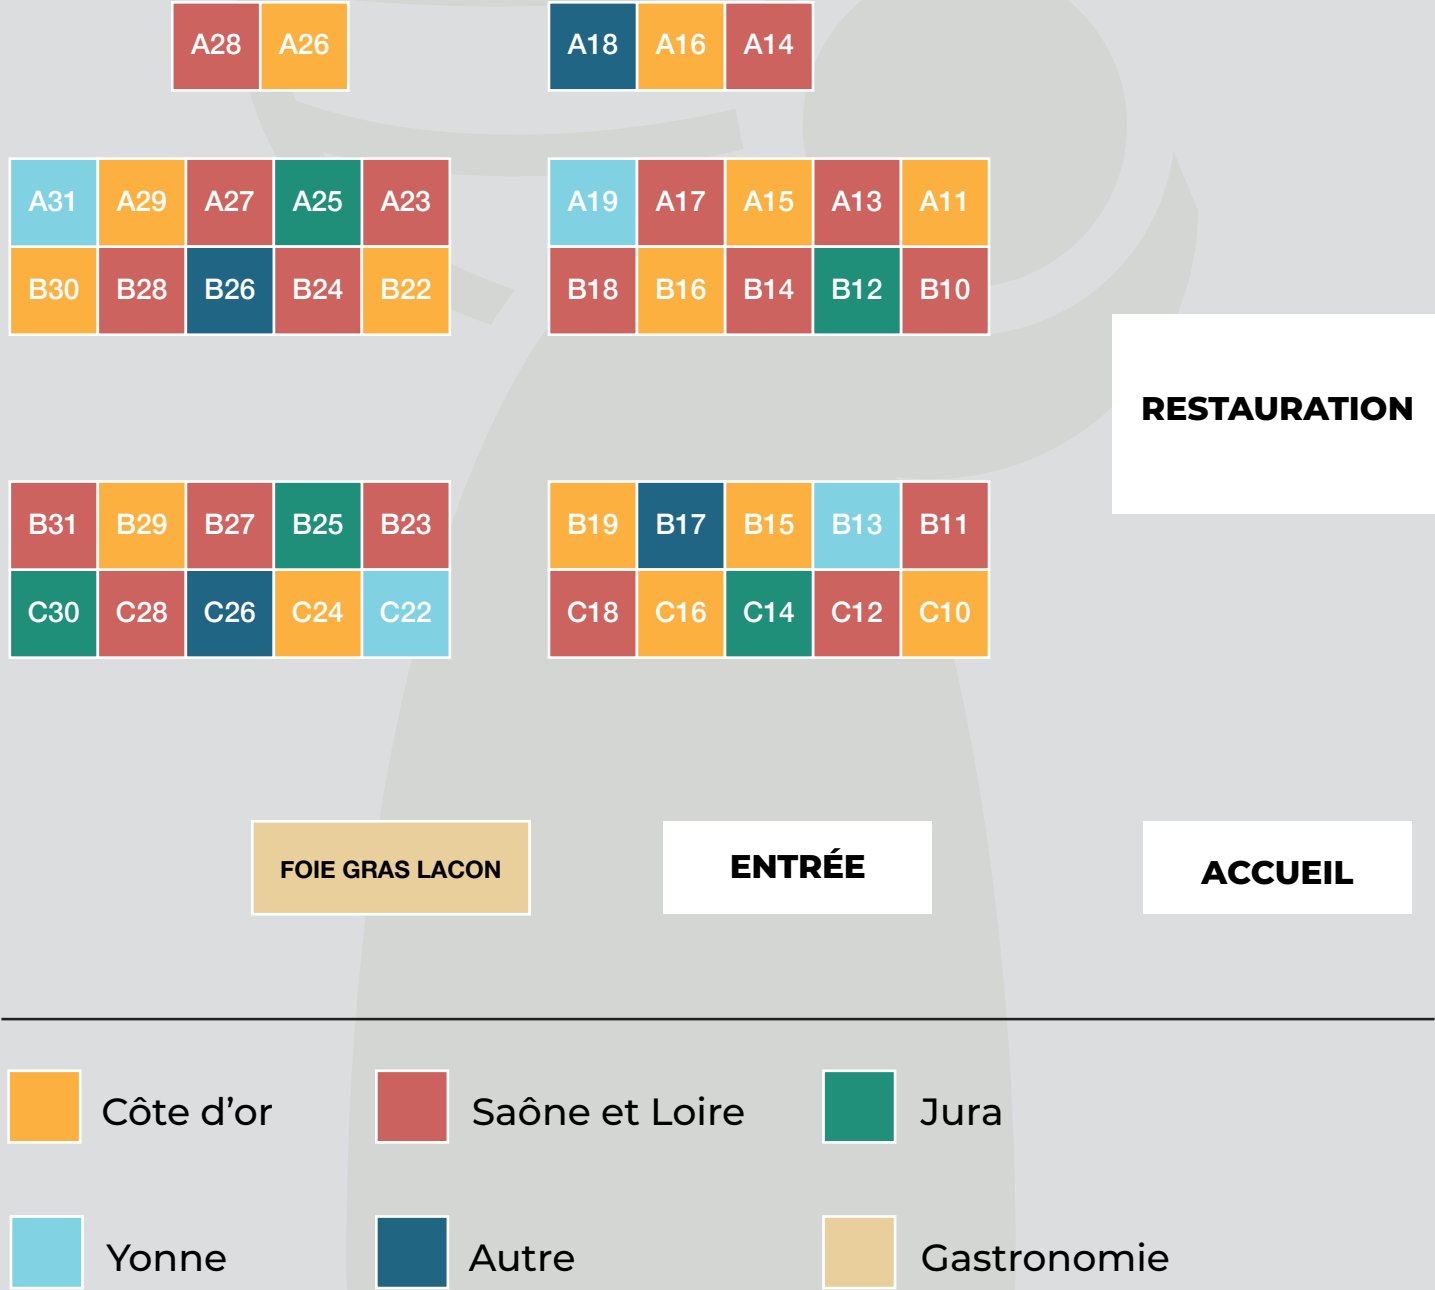 A28 A26 A18 A16 A14
A31 A29 A27 A25 A23 A19 A17 A15 A13 A11
B30 B28 B26 B24 B22 B18 B16 B14 B12 B10
RESTAURATION
B31 B29 B27 B25 B23 B19 B17 B15 B13 B11
C30 C28 C26 C24 C22 C18 C16 C14 C12 C10
FOIE GRAS LACON ENTRÉE ACCUEIL
Côte d’or Saône et Loire Jura
Yonne Autre Gastronomie